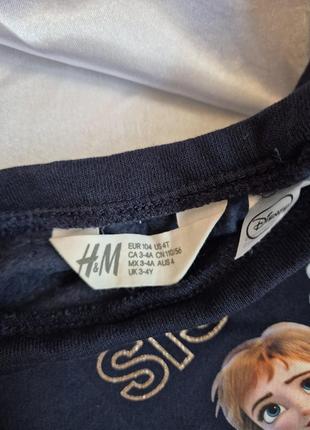 H&M
EUR 104 US 4T
CA 3-4A CN 110/56
MX 3-4A AUS 4
UK 3-4Y
Disney
SIS